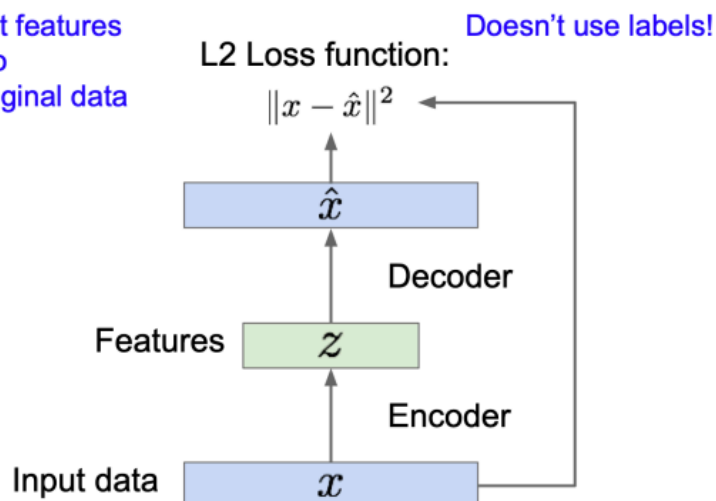 t features
o
ginal data
Doesn't use labels!
L2 Loss function:
‖x − x̂‖²
x̂
Decoder
Features
z
Encoder
Input data
x